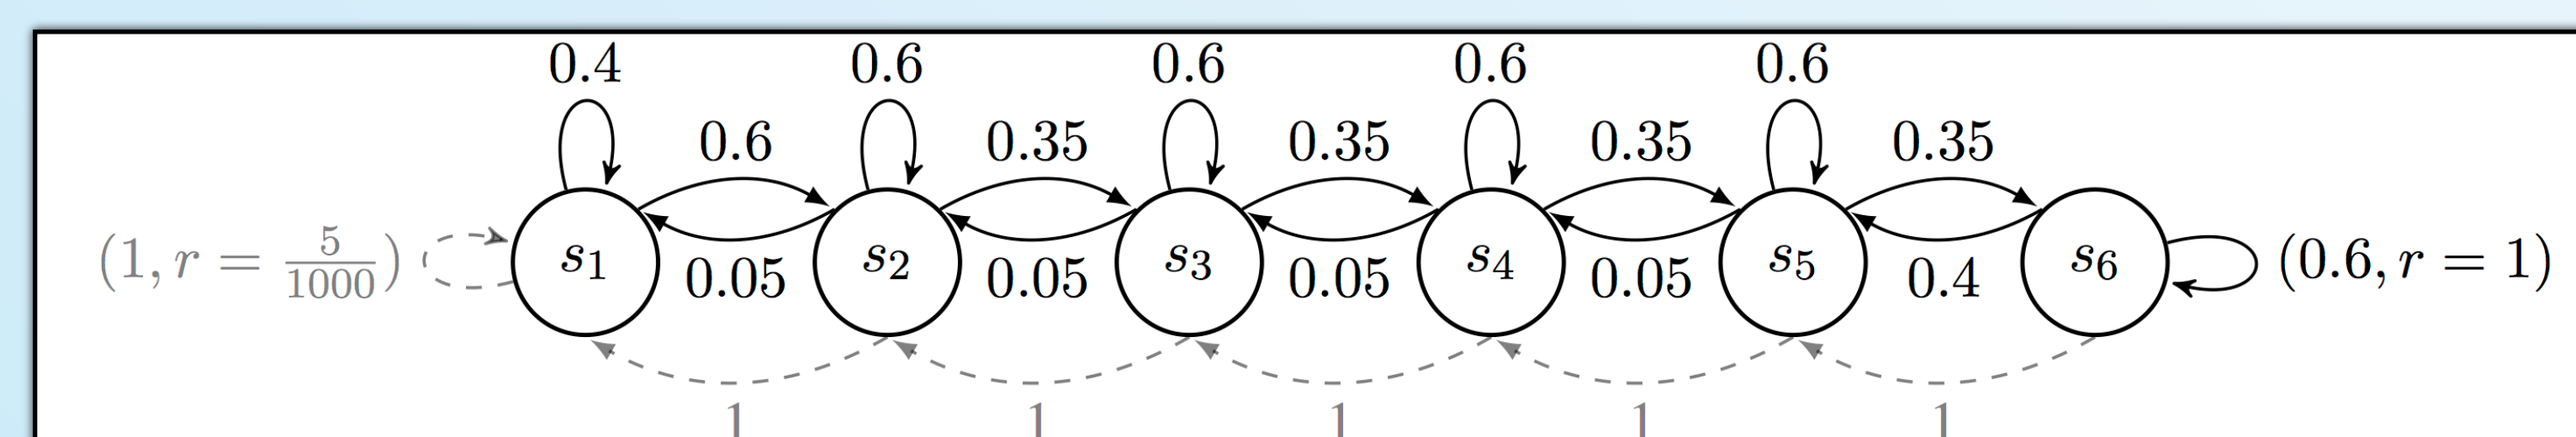 0.4 0.6 0.6 0.6 0.6
0.6 0.35 0.35 0.35 0.35
(1, r = 5/1000) s₁ s₂ s₃ s₄ s₅ s₆ (0.6, r = 1)
0.05 0.05 0.05 0.05 0.4
1 1 1 1 1